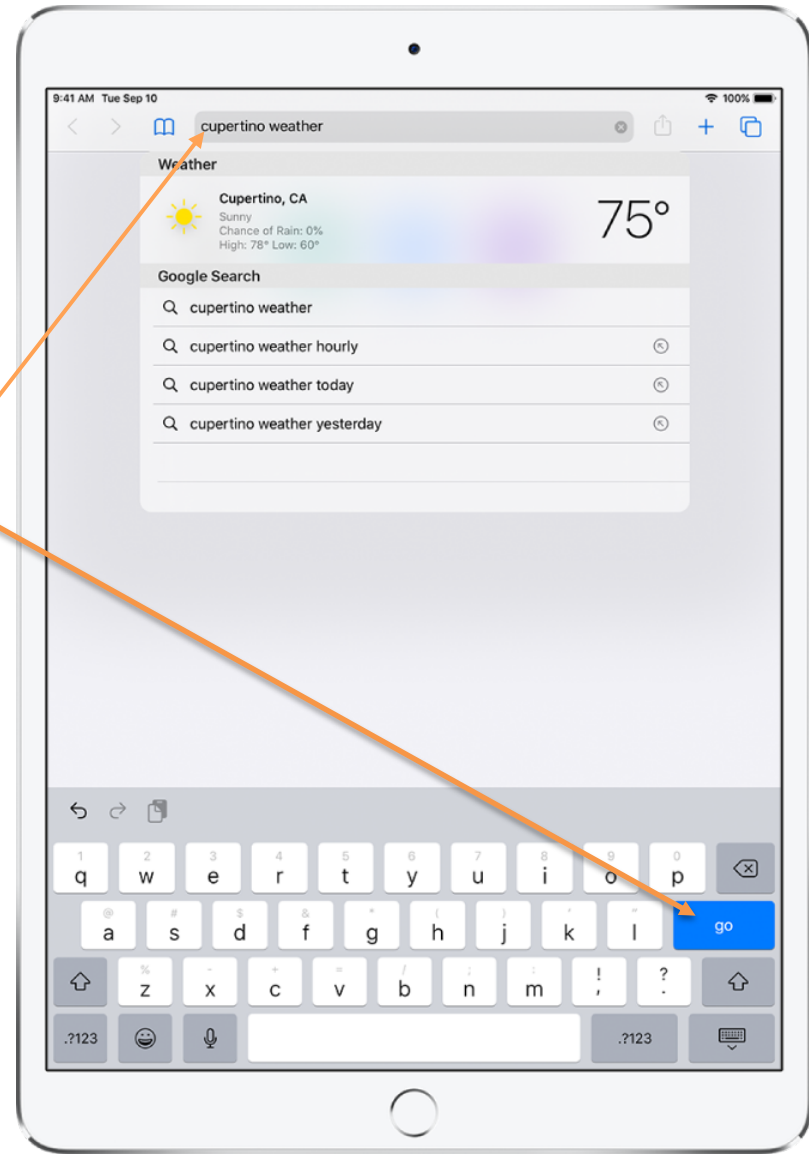 9:41 AM Tue Sep 10 100%
cupertino weather
Weather
Cupertino, CA
Sunny
Chance of Rain: 0%
High: 78° Low: 60°
75°
Google Search
cupertino weather
cupertino weather hourly
cupertino weather today
cupertino weather yesterday
1 2 3 4 5 6 7 8 9 0
q w e r t y u i o p
@ # $ & * ( ) ' "
a s d f g h j k l go
% - + = / ; : ! ?
z x c v b n m , .
.?123 .?123